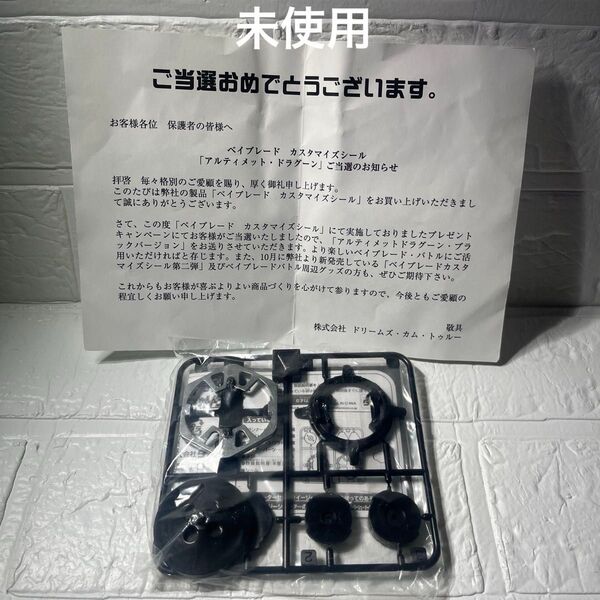 未使用
ご当選おめでとうございます。
お客様各位 保護者の皆様へ
ベイブレード カスタマイズシール
「アルティメット・ドラグーン」ご当選のお知らせ
拝啓 毎々格別のご愛顧を賜り、厚く御礼申し上げます。
このたびは弊社の製品「ベイブレード カスタマイズシール」をお買い上げいただきまし
て誠にありがとうございます。
さて、この度「ベイブレード カスタマイズシール」にて実施しておりましたプレゼント
キャンペーンにてお客様がご当選いたしましたので、「アルティメットドラグーン・ブラ
ックバージョン」をお送りさせていただきます。より楽しいベイブレード・バトルにご活
用いただければと存じます。また、10月に弊社より新発売している「ベイブレードカスタ
マイズシール第二弾」及びベイブレードバトル周辺グッズの方も、ぜひご期待下さい。
これからもお客様が喜ぶよりよい商品づくりを心がけて参りますので、今後ともご愛顧の
程宜しくお願い申し上げます。
敬具
株式会社 ドリームズ・カム・トゥルー